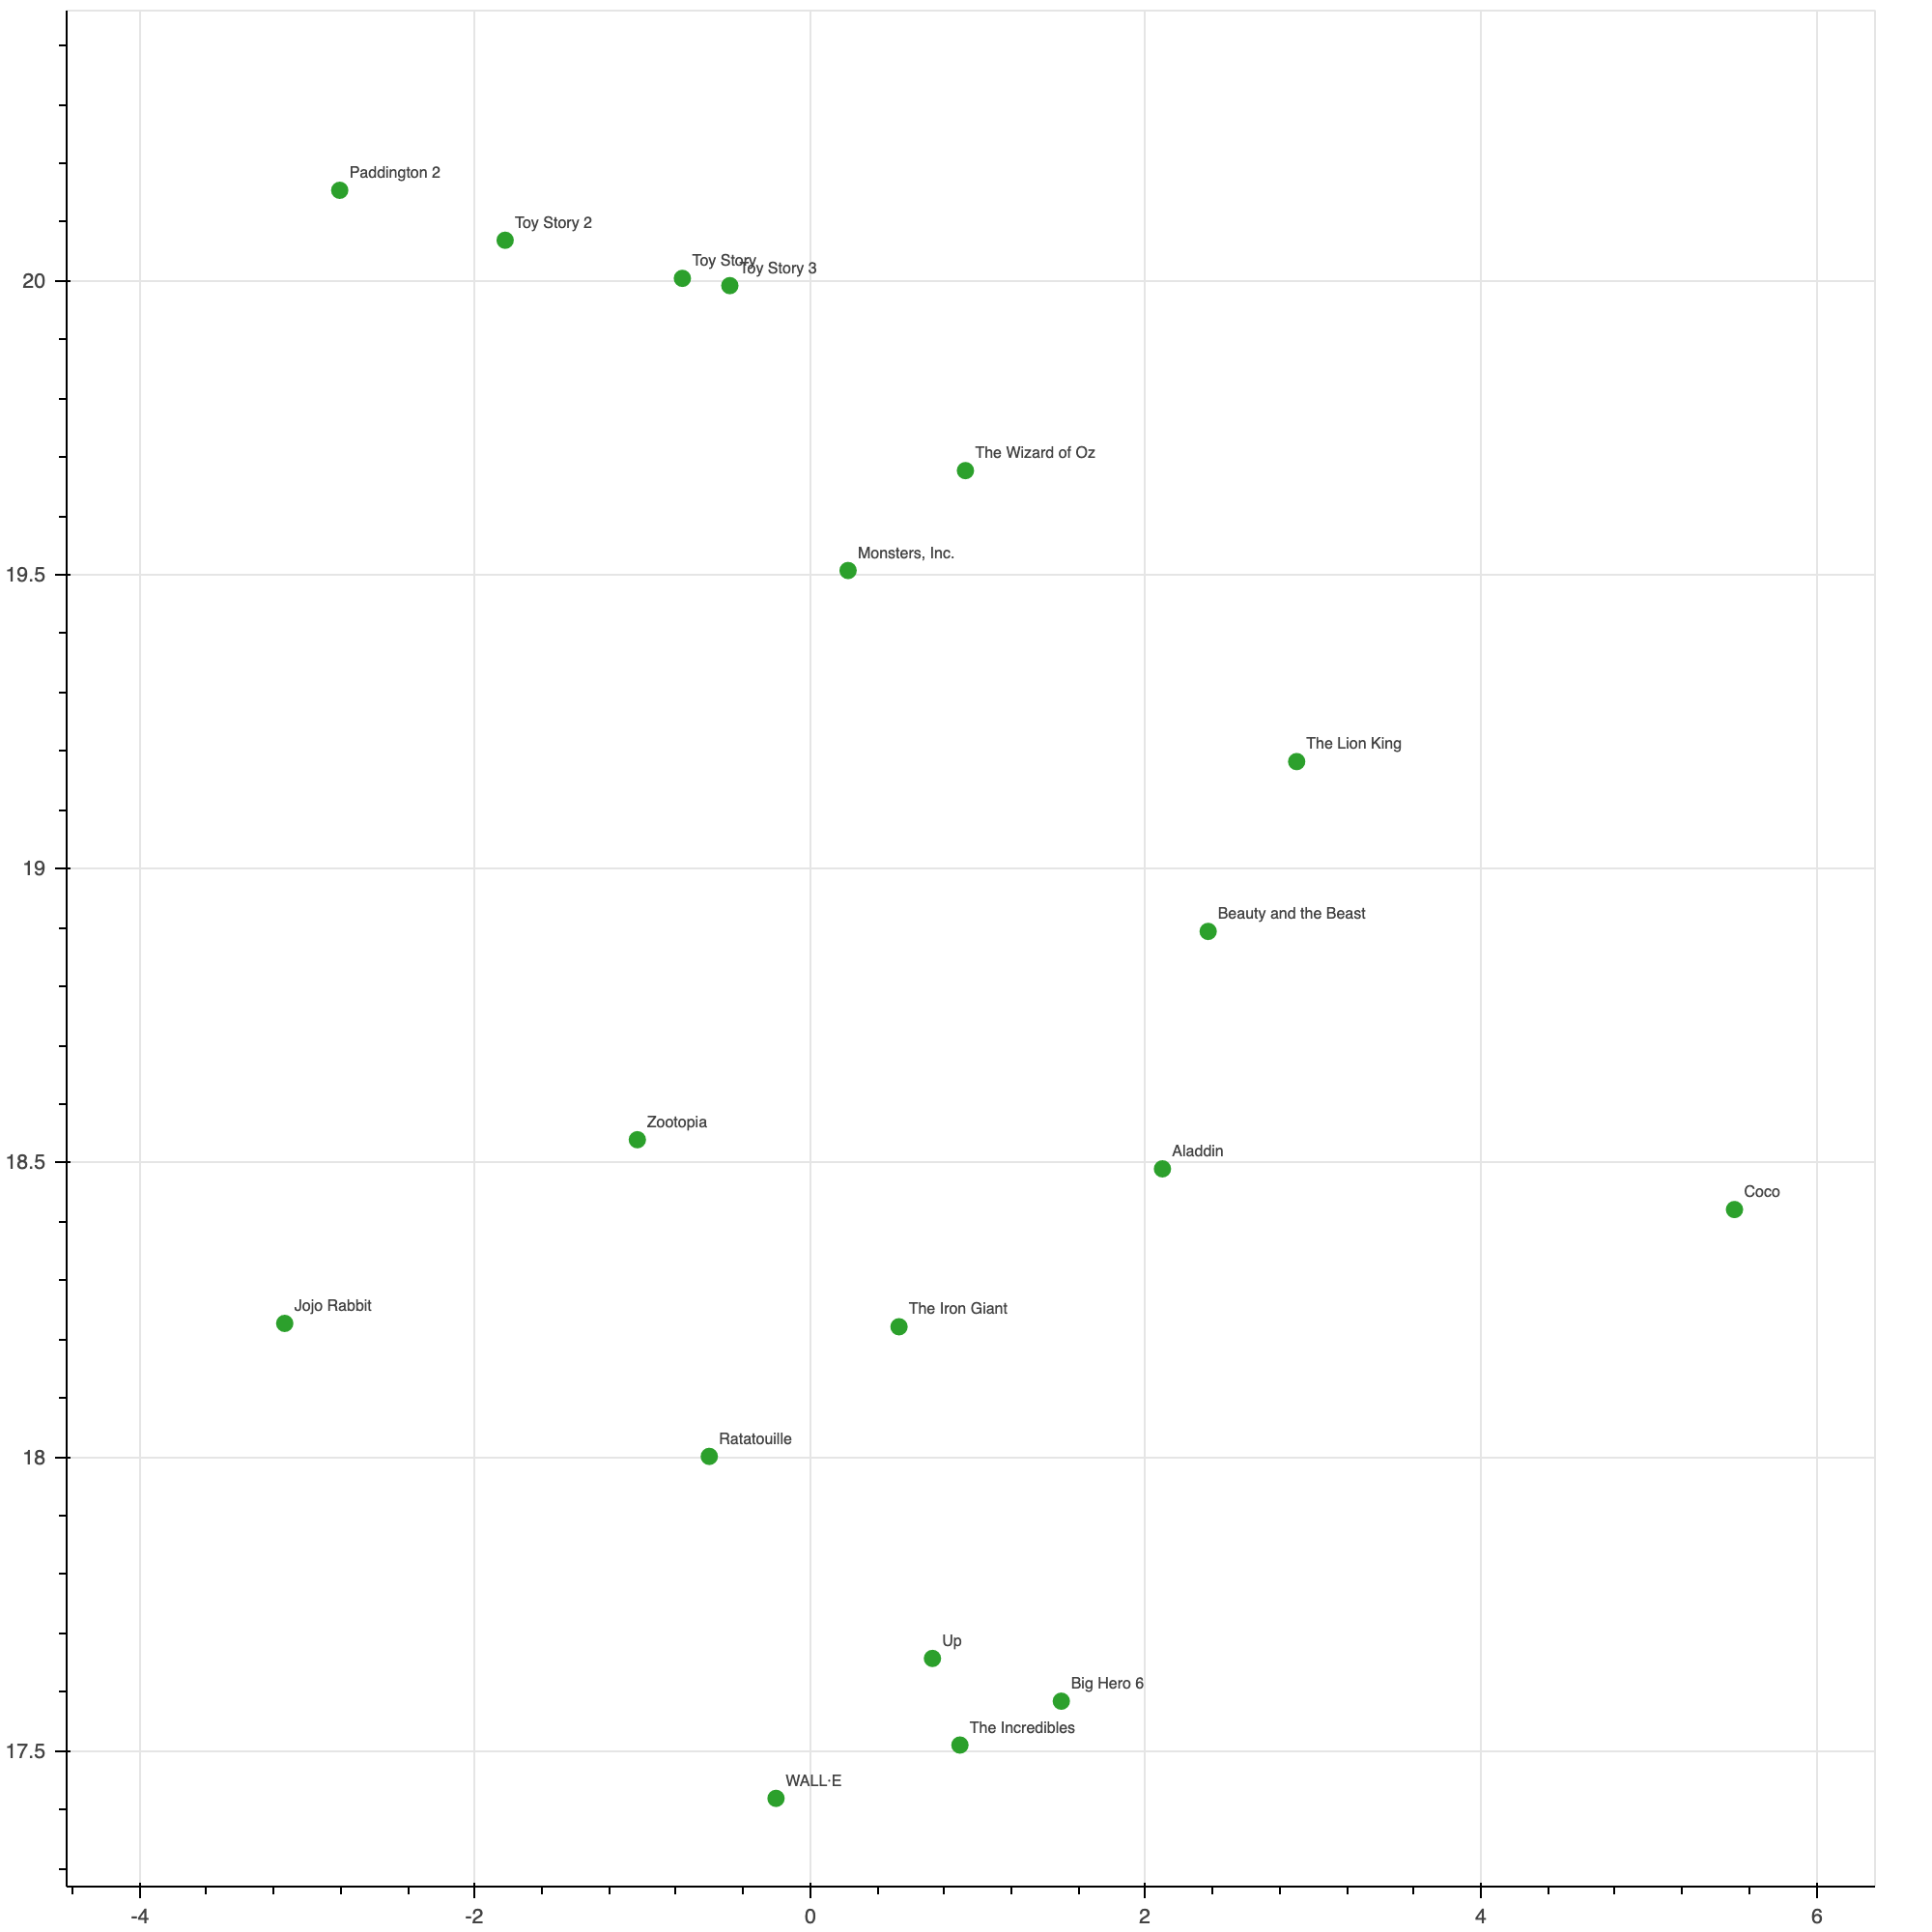 Paddington 2
Toy Story 2
Toy Story
Toy Story 3
20
The Wizard of Oz
Monsters, Inc.
19.5
The Lion King
19
Beauty and the Beast
Zootopia
Aladdin
18.5
Coco
Jojo Rabbit
The Iron Giant
Ratatouille
18
Up
Big Hero 6
The Incredibles
17.5
WALL·E
-4 -2 0 2 4 6